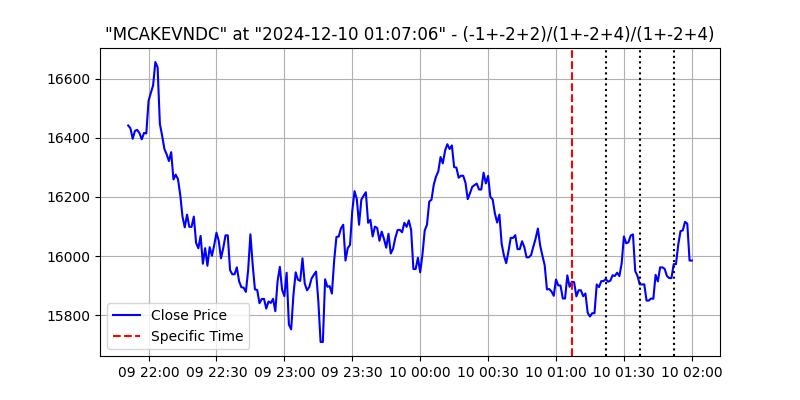 "MCAKEVNDC" at "2024-12-10 01:07:06" - (-1+-2+2)/(1+-2+4)/(1+-2+4)
16600
16400
16200
16000
15800
Close Price
Specific Time
09 22:00 09 22:30 09 23:00 09 23:30 10 00:00 10 00:30 10 01:00 10 01:30 10 02:00